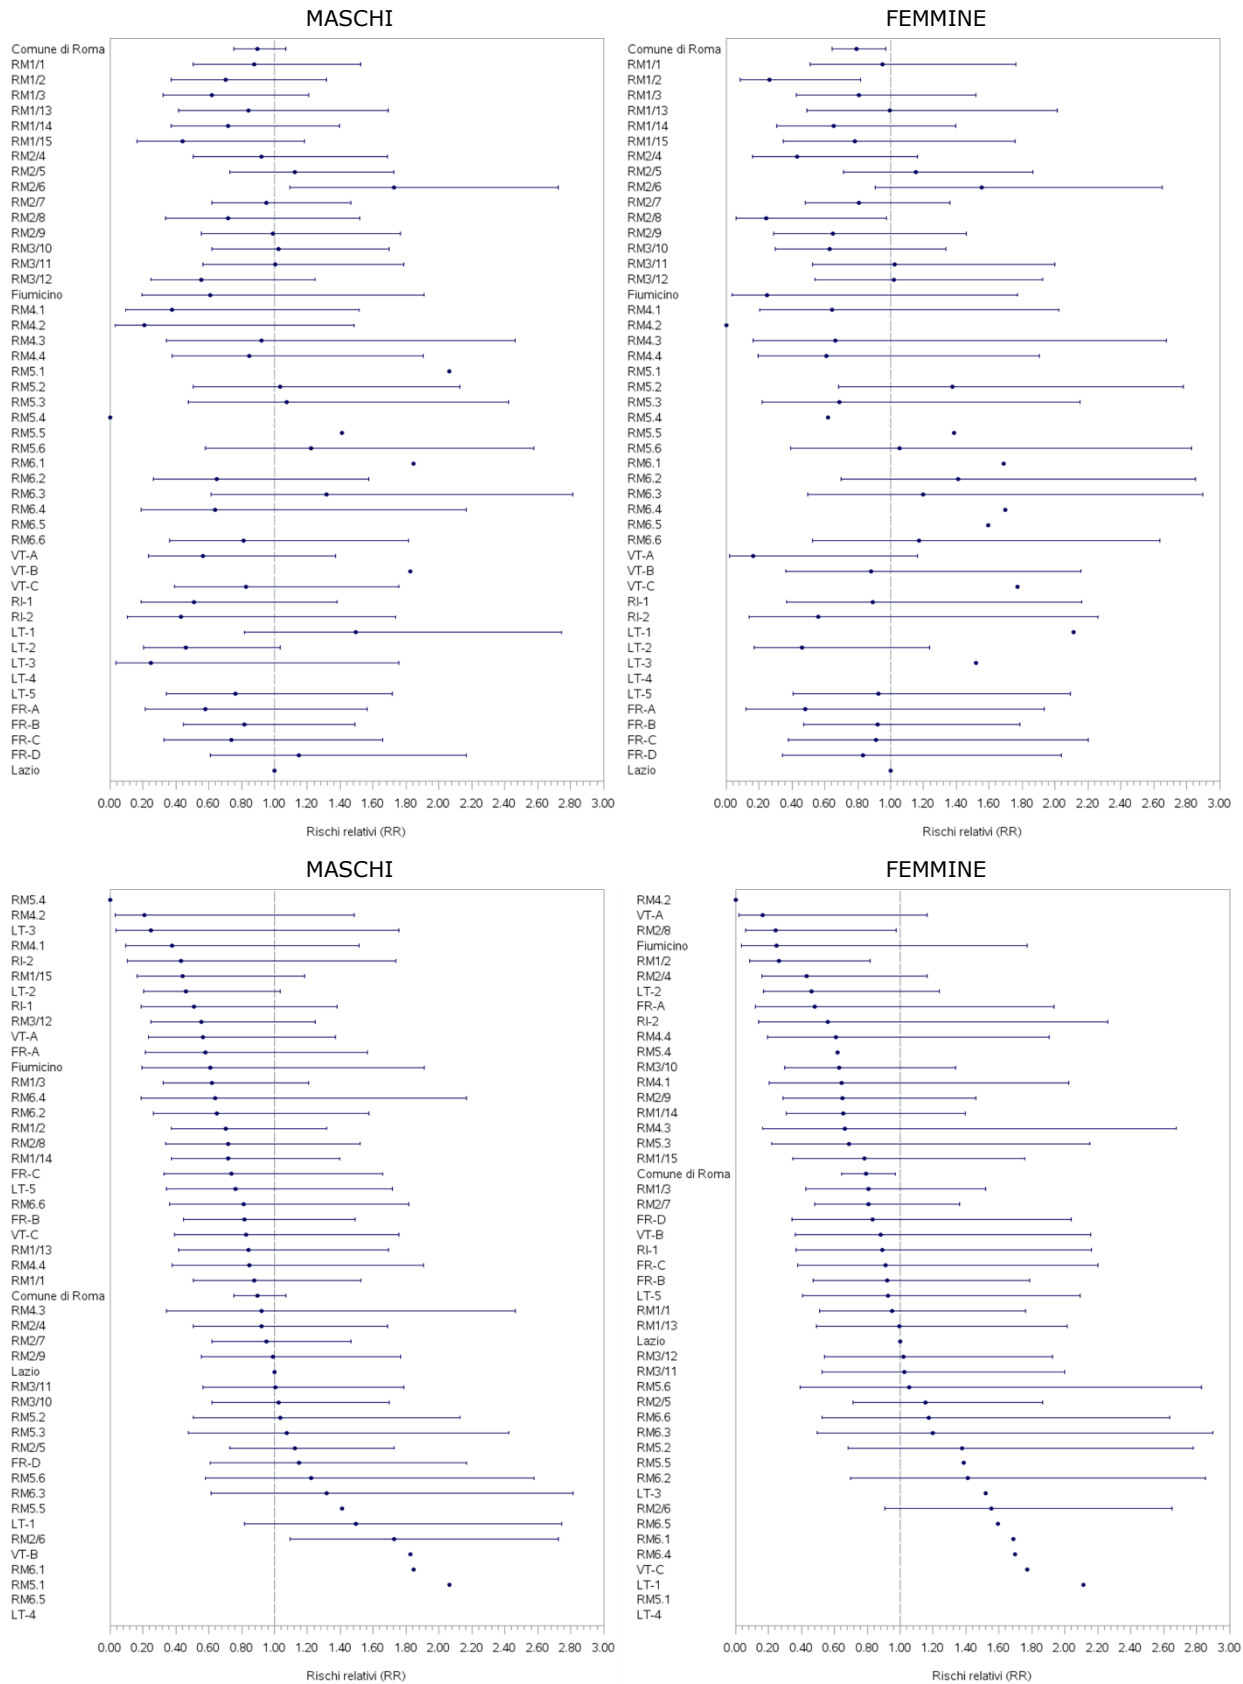 MASCHI
Comune di Roma
RM1/1
RM1/2
RM1/3
RM1/13
RM1/14
RM1/15
RM2/4
RM2/5
RM2/6
RM2/7
RM2/8
RM2/9
RM3/10
RM3/11
RM3/12
Fiumicino
RM4.1
RM4.2
RM4.3
RM4.4
RM5.1
RM5.2
RM5.3
RM5.4
RM5.5
RM5.6
RM6.1
RM6.2
RM6.3
RM6.4
RM6.5
RM6.6
VT-A
VT-B
VT-C
RI-1
RI-2
LT-1
LT-2
LT-3
LT-4
LT-5
FR-A
FR-B
FR-C
FR-D
Lazio
0.00 0.20 0.40 0.60 0.80 1.00 1.20 1.40 1.60 1.80 2.00 2.20 2.40 2.60 2.80 3.00
Rischi relativi (RR)
FEMMINE
Comune di Roma
RM1/1
RM1/2
RM1/3
RM1/13
RM1/14
RM1/15
RM2/4
RM2/5
RM2/6
RM2/7
RM2/8
RM2/9
RM3/10
RM3/11
RM3/12
Fiumicino
RM4.1
RM4.2
RM4.3
RM4.4
RM5.1
RM5.2
RM5.3
RM5.4
RM5.5
RM5.6
RM6.1
RM6.2
RM6.3
RM6.4
RM6.5
RM6.6
VT-A
VT-B
VT-C
RI-1
RI-2
LT-1
LT-2
LT-3
LT-4
LT-5
FR-A
FR-B
FR-C
FR-D
Lazio
0.00 0.20 0.40 0.60 0.80 1.00 1.20 1.40 1.60 1.80 2.00 2.20 2.40 2.60 2.80 3.00
Rischi relativi (RR)
MASCHI
RM5.4
RM4.2
LT-3
RM4.1
RI-2
RM1/15
LT-2
RI-1
RM3/12
VT-A
FR-A
Fiumicino
RM1/3
RM6.4
RM6.2
RM1/2
RM2/8
RM1/14
FR-C
LT-5
RM6.6
FR-B
VT-C
RM1/13
RM4.4
RM1/1
Comune di Roma
RM4.3
RM2/4
RM2/7
RM2/9
Lazio
RM3/11
RM3/10
RM5.2
RM5.3
RM2/5
FR-D
RM5.6
RM6.3
RM5.5
LT-1
RM2/6
VT-B
RM6.1
RM5.1
RM6.5
LT-4
0.00 0.20 0.40 0.60 0.80 1.00 1.20 1.40 1.60 1.80 2.00 2.20 2.40 2.60 2.80 3.00
Rischi relativi (RR)
FEMMINE
RM4.2
VT-A
RM2/8
Fiumicino
RM1/2
RM2/4
LT-2
FR-A
RI-2
RM4.4
RM5.4
RM3/10
RM4.1
RM2/9
RM1/14
RM4.3
RM5.3
RM1/15
Comune di Roma
RM1/3
RM2/7
FR-D
VT-B
RI-1
FR-C
FR-B
LT-5
RM1/1
RM1/13
Lazio
RM3/12
RM3/11
RM5.6
RM2/5
RM6.6
RM6.3
RM5.2
RM5.5
RM6.2
LT-3
RM2/6
RM6.5
RM6.1
RM6.4
VT-C
LT-1
RM5.1
LT-4
0.00 0.20 0.40 0.60 0.80 1.00 1.20 1.40 1.60 1.80 2.00 2.20 2.40 2.60 2.80 3.00
Rischi relativi (RR)